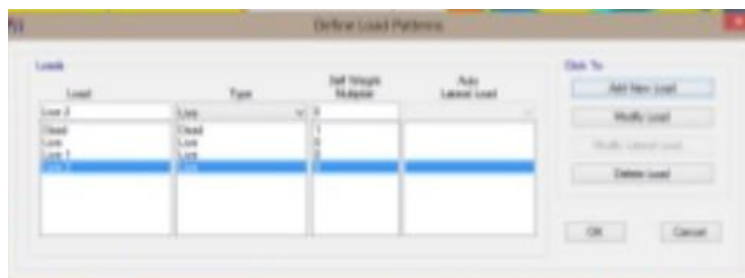 Define Load Patterns
Loads
Click To:
Load
Type
Self Weight
Multiplier
Auto
Lateral Load
Live 2
Live
0
Add New Load
Modify Load
Modify Lateral Load...
Delete Load
Dead
Dead
1
Live
Live
0
Live 1
Live
0
Live 2
Live
0
OK
Cancel